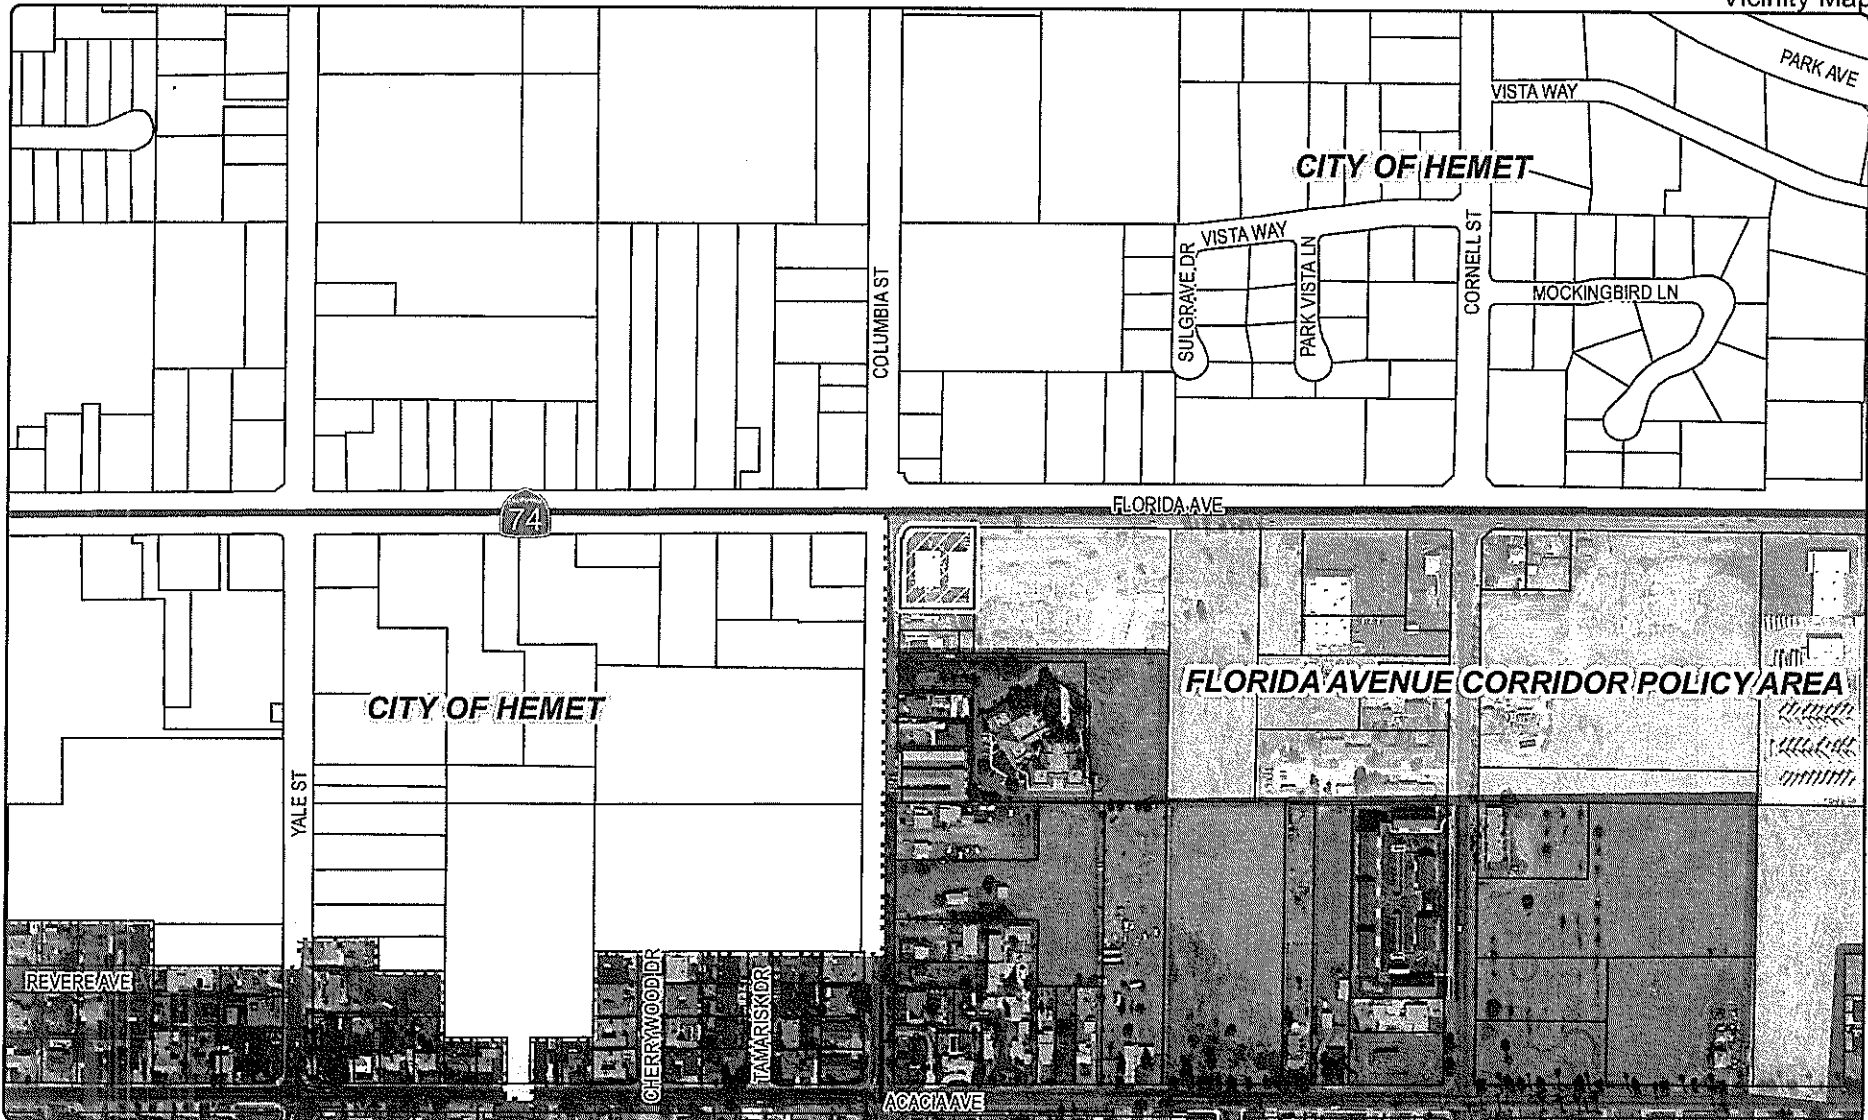 Vicinity Map
PARK AVE
VISTA WAY
CITY OF HEMET
VISTA WAY
SULGRAVE DR
PARK VISTA LN
CORNELL ST
MOCKINGBIRD LN
COLUMBIA ST
74
FLORIDA AVE
FLORIDA AVENUE CORRIDOR POLICY AREA
CITY OF HEMET
YALE ST
REVERE AVE
CHERRYWOOD DR
TAMARISK DR
ACACIA AVE